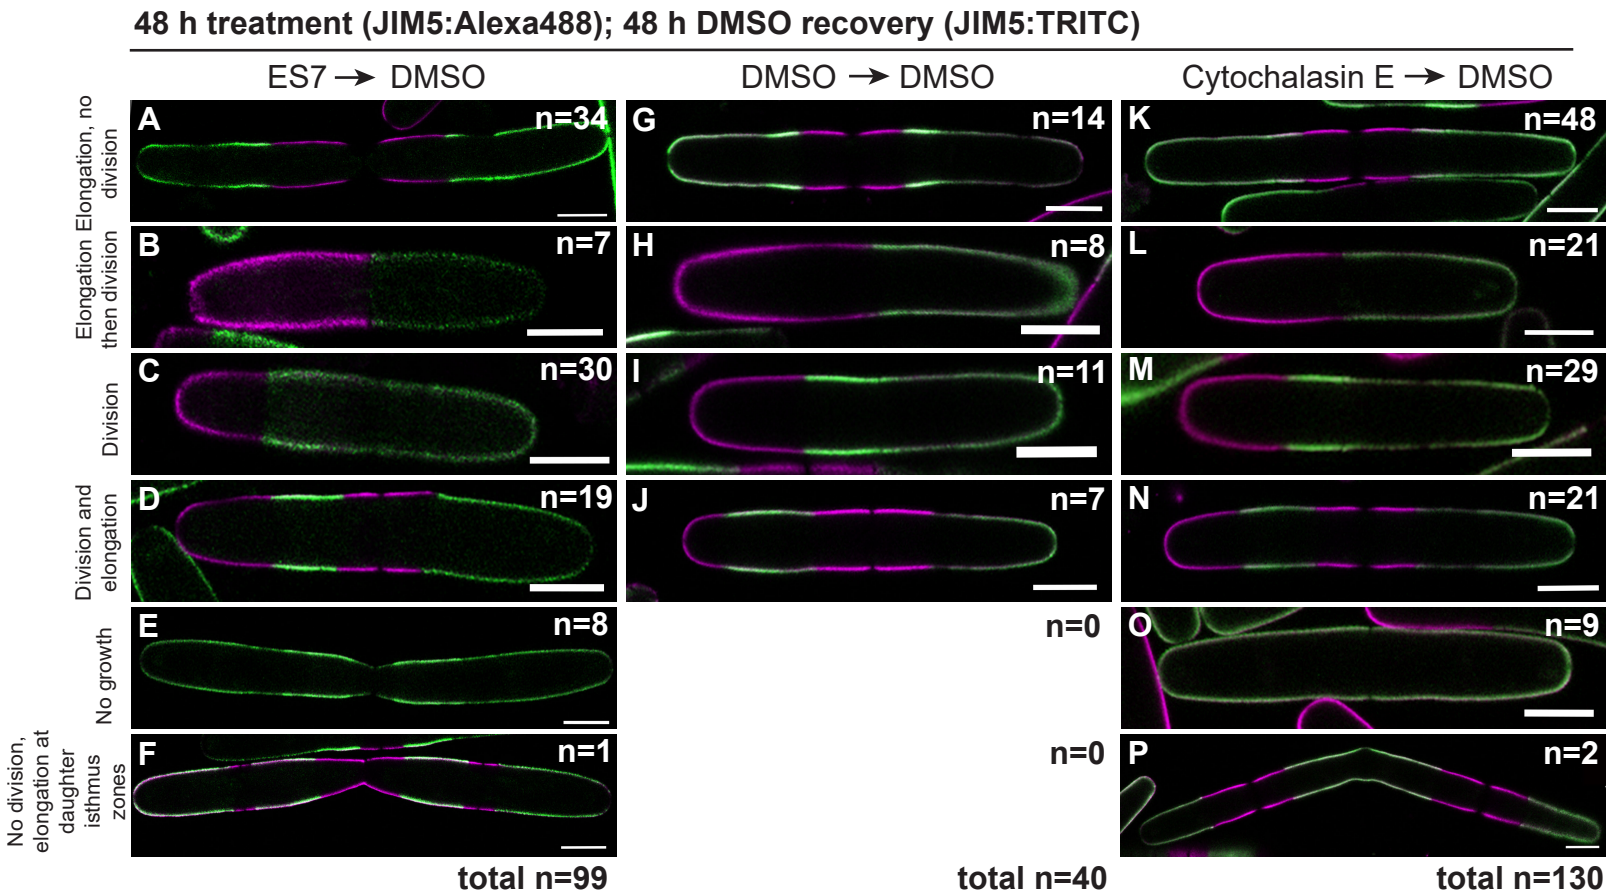 48 h treatment (JIM5:Alexa488); 48 h DMSO recovery (JIM5:TRITC)
ES7 → DMSO
DMSO → DMSO
Cytochalasin E → DMSO
Elongation, no
division
A
n=34
G
n=14
K
n=48
Elongation
then division
B
n=7
H
n=8
L
n=21
Division
C
n=30
I
n=11
M
n=29
Division and
elongation
D
n=19
J
n=7
N
n=21
No growth
E
n=8
n=0
O
n=9
No division,
elongation at
daughter
isthmus
zones
F
n=1
n=0
P
n=2
total n=99
total n=40
total n=130